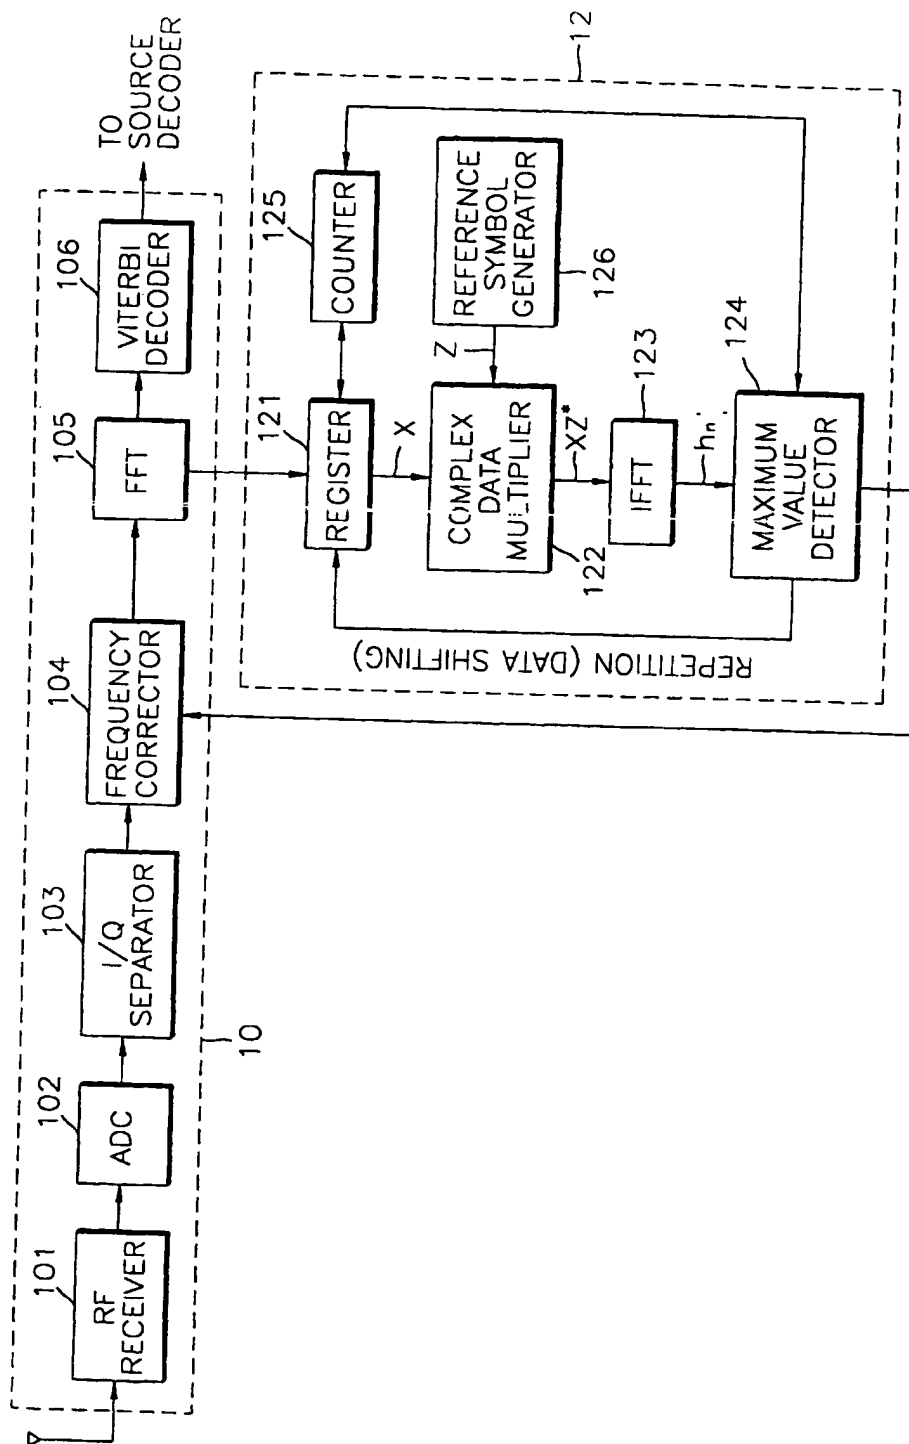 101
RF
RECEIVER
102
ADC
103
I/Q
SEPARATOR
104
FREQUENCY
CORRECTOR
105
FFT
106
VITERBI
DECODER
TO
SOURCE
DECODER
10
121
REGISTER
125
COUNTER
X
COMPLEX
DATA
MULTIPLIER
122
Z
REFERENCE
SYMBOL
GENERATOR
126
XZ*
IFFT
123
hn'
MAXIMUM
VALUE
DETECTOR
124
REPETITION (DATA SHIFTING)
12